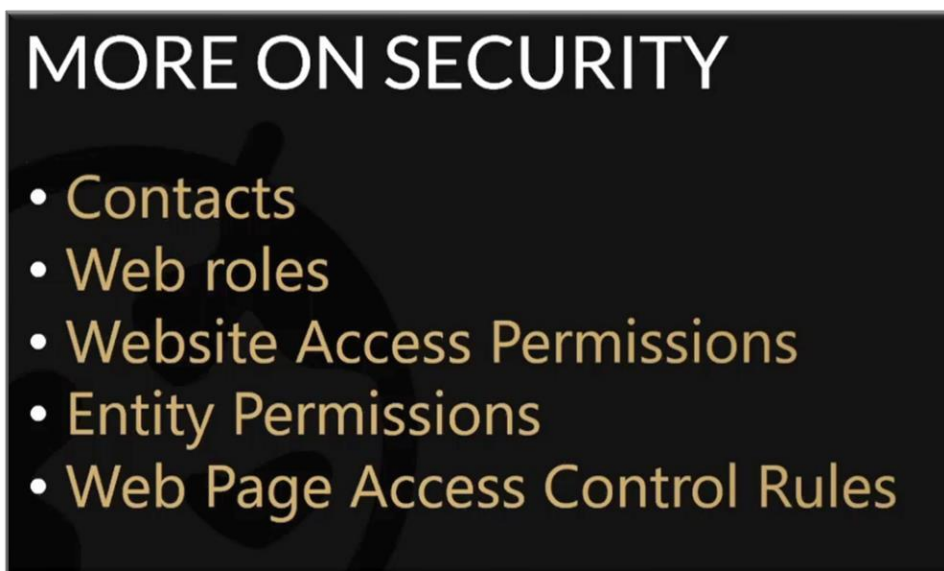 MORE ON SECURITY
• Contacts
• Web roles
• Website Access Permissions
• Entity Permissions
• Web Page Access Control Rules